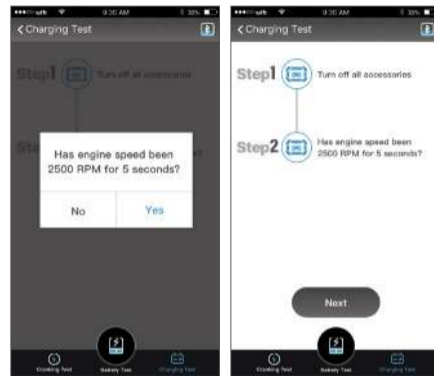 9:30 AM
30%
< Charging Test
Step1
Turn off all accessories
Has engine speed been
2500 RPM for 5 seconds?
No
Yes
Cranking Test
Battery Test
Charging Test
9:30 AM
30%
< Charging Test
Step1
Turn off all accessories
Step2
Has engine speed been
2500 RPM for 5 seconds?
Next
Cranking Test
Battery Test
Charging Test